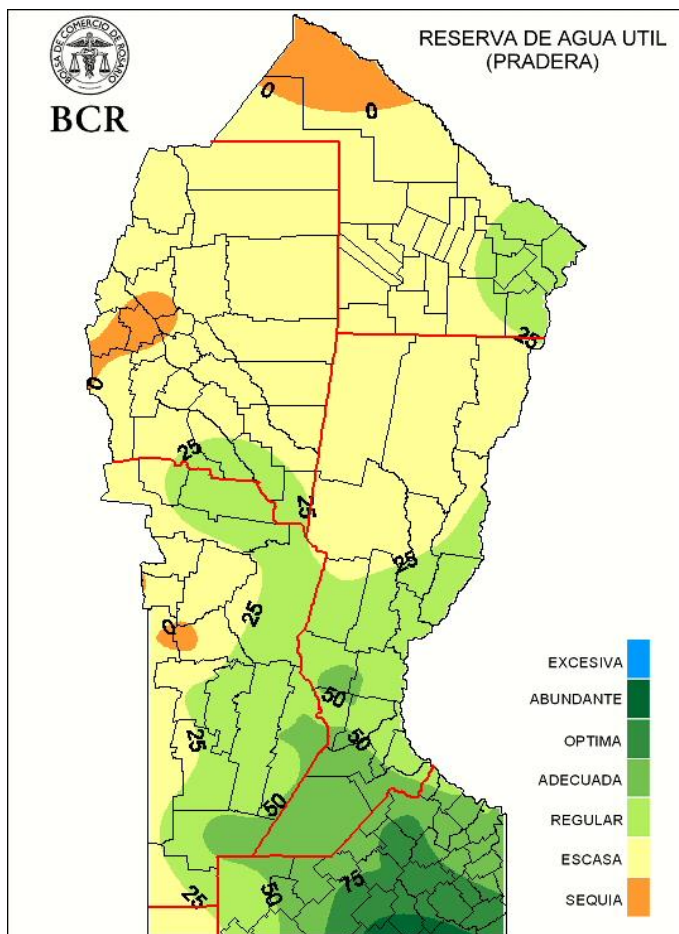 BOLSA DE COMERCIO DE ROSARIO
BCR
RESERVA DE AGUA UTIL
(PRADERA)
0
0
25
0
25
25
25
25
0
50
50
25
50
75
25
50
EXCESIVA
ABUNDANTE
OPTIMA
ADECUADA
REGULAR
ESCASA
SEQUIA